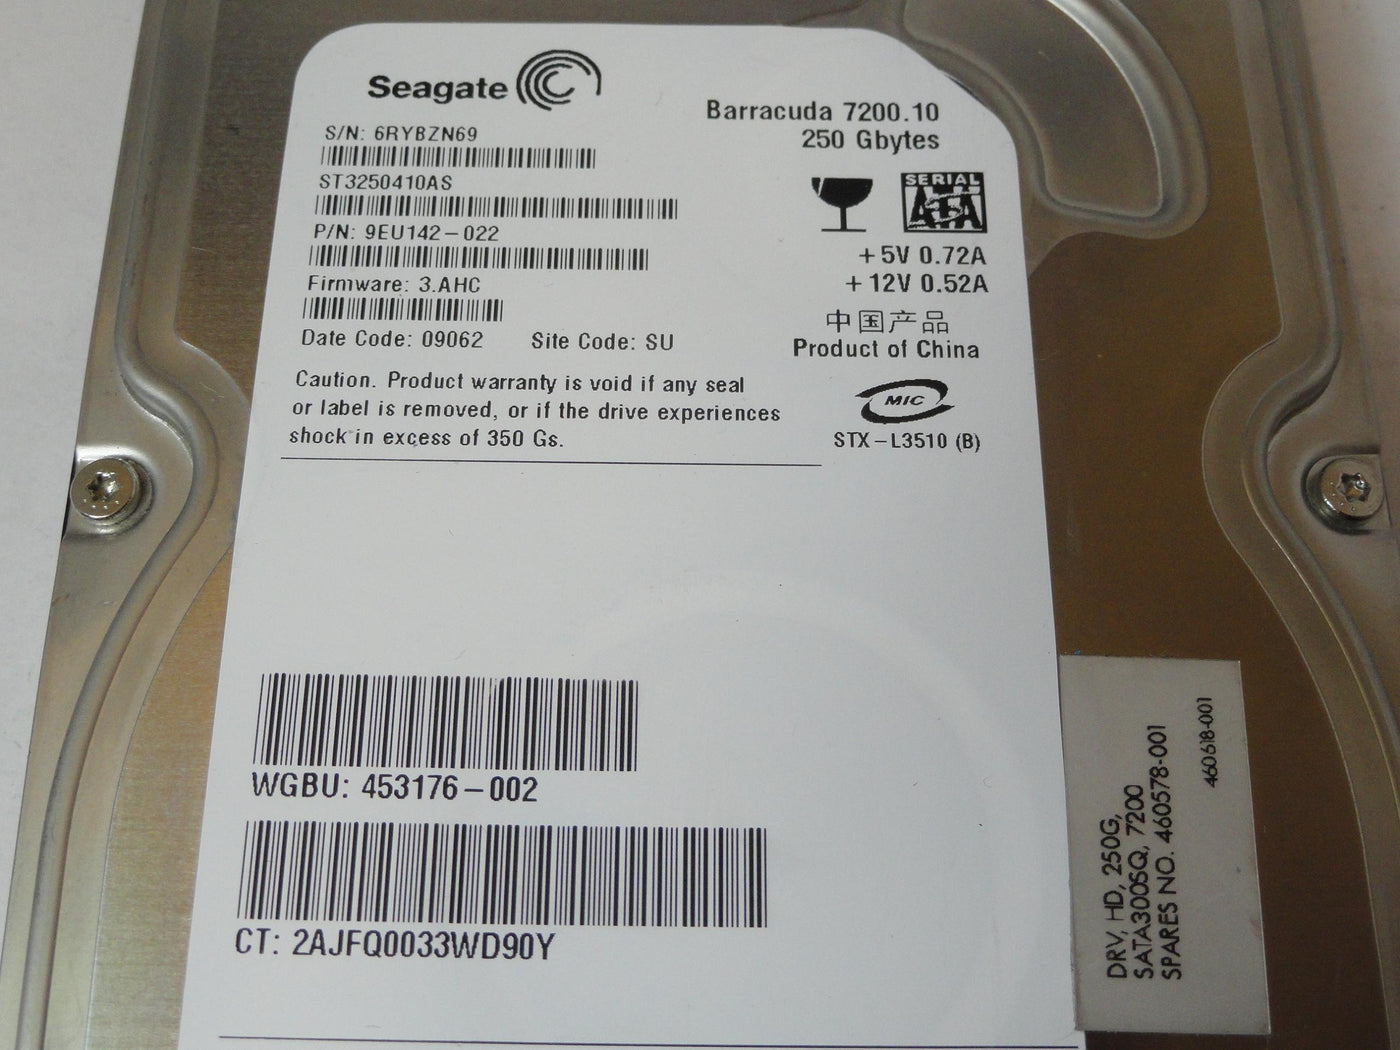 Seagate
Barracuda 7200.10
250 Gbytes
S/N: 6RYBZN69
ST3250410AS
P/N: 9EU142-022
Firmware: 3.AHC
Date Code: 09062 Site Code: SU
SERIAL
ATA
+5V 0.72A
+12V 0.52A
中国产品
Product of China
Caution. Product warranty is void if any seal
or label is removed, or if the drive experiences
shock in excess of 350 Gs.
MIC
STX-L3510 (B)
WGBU: 453176-002
CT: 2AJFQ0033WD90Y
DRV, HD, 250G,
SATA300SQ, 7200
SPARES NO. 460578-001
460618-001